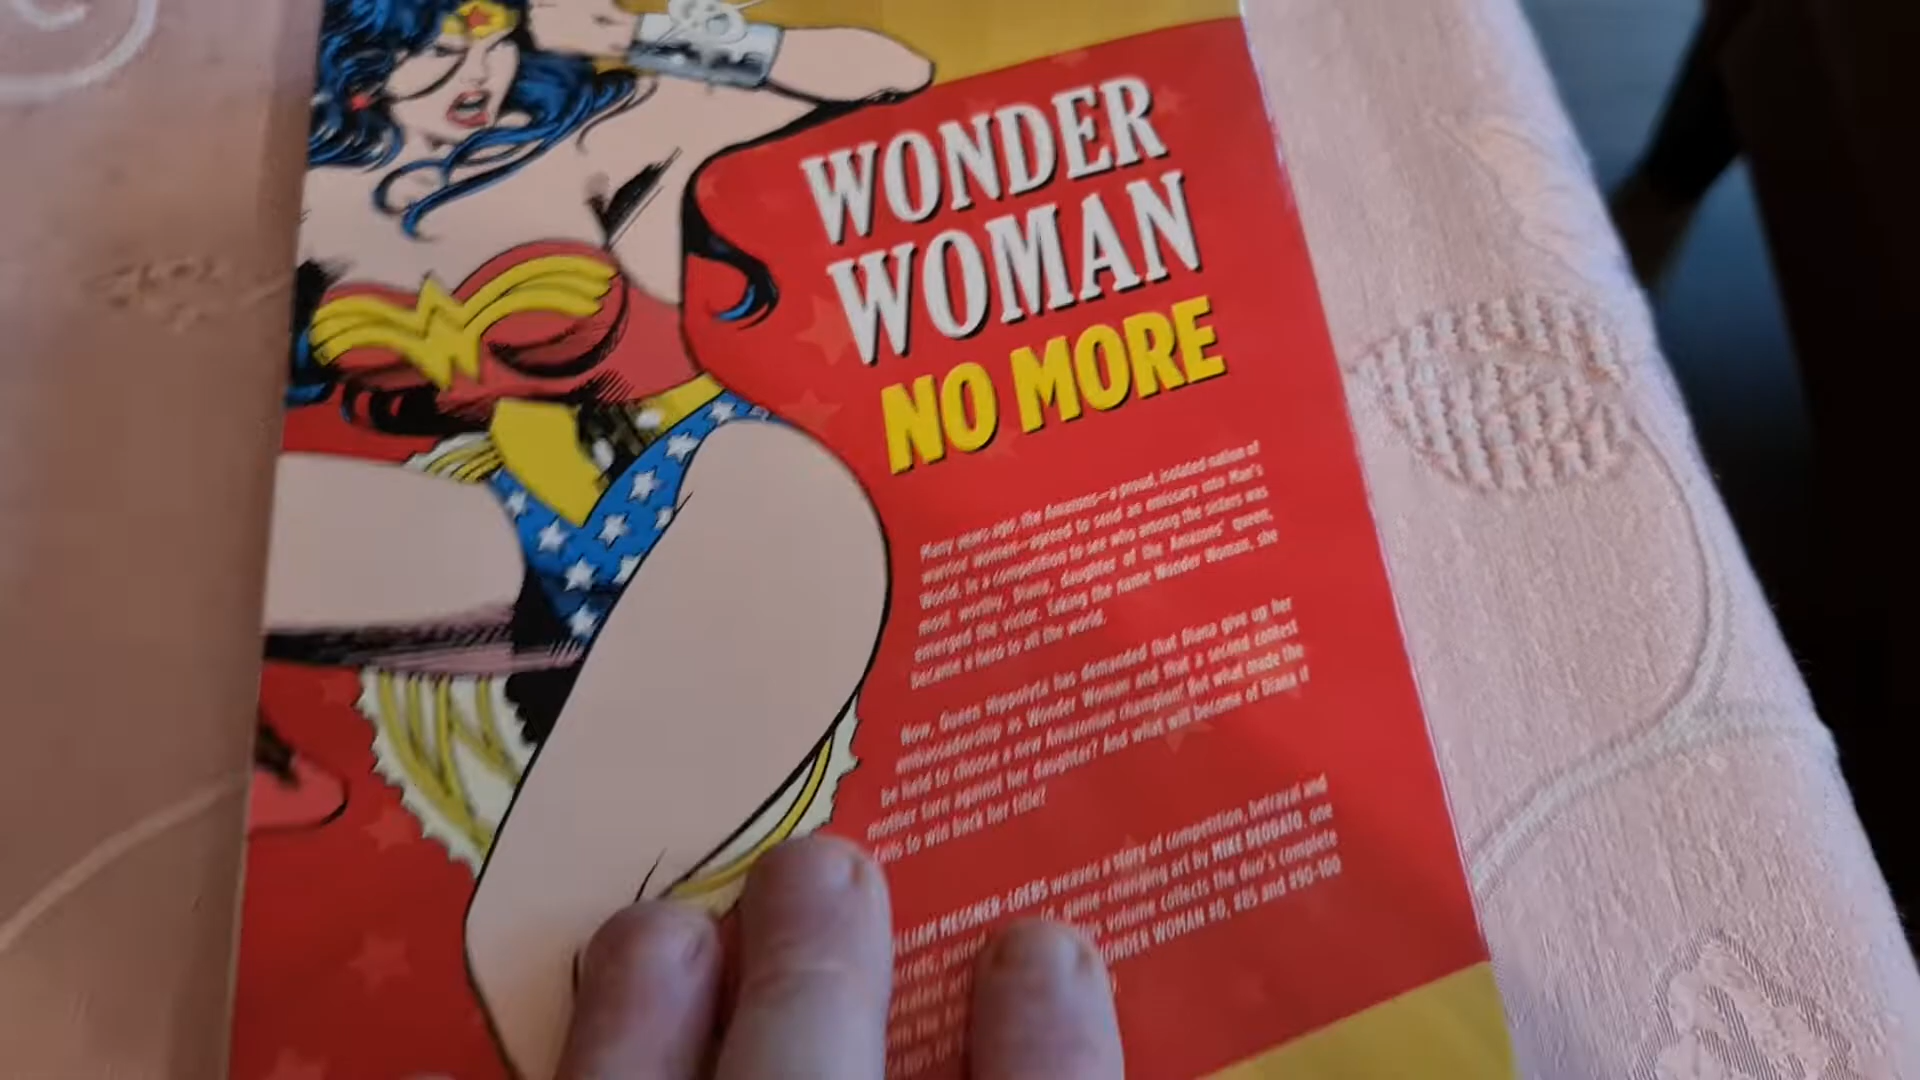 WONDER
WOMAN
NO MORE
Many years ago, the Amazons—a proud, isolated nation of
warrior women—agreed to send an emissary into Man's
World. In a competition to see who among the sisters was
most worthy, Diana, daughter of the Amazons' queen,
emerged the victor. Taking the name Wonder Woman, she
became a hero to all the world.
Now, Queen Hippolyta has demanded that Diana give up her
ambassadorship as Wonder Woman and that a second contest
be held to choose a new Amazonian champion! But what made the
mother turn against her daughter? And what will become of Diana if
to win back her title?
MESSNER-LOEBS weaves a story of competition, betrayal and
game-changing art by MIKE DEODATO, one
volume collects the duo's complete
WONDER WOMAN #0, #85 and #90-100